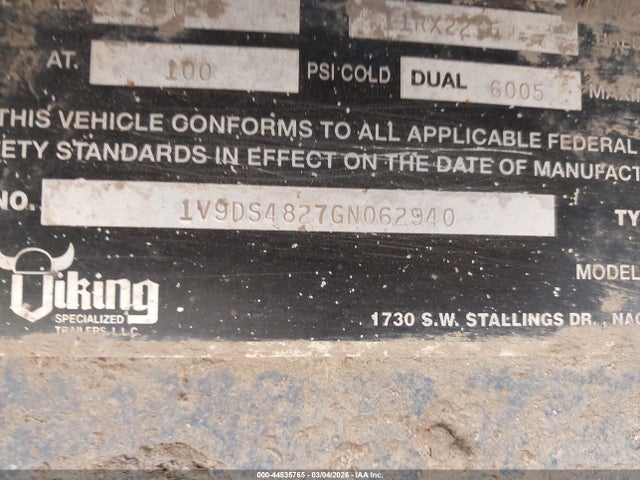 AT. 100 PSI COLD DUAL 6005
THIS VEHICLE CONFORMS TO ALL APPLICABLE FEDERAL
ETY STANDARDS IN EFFECT ON THE DATE OF MANUFACT
NO. 1V9DS4827GN062940 TY
MODEL
Viking
SPECIALIZED
TRAILERS, L.L.C.
1730 S.W. STALLINGS DR., NAC
000-44535765 - 03/04/2026 - IAA Inc.